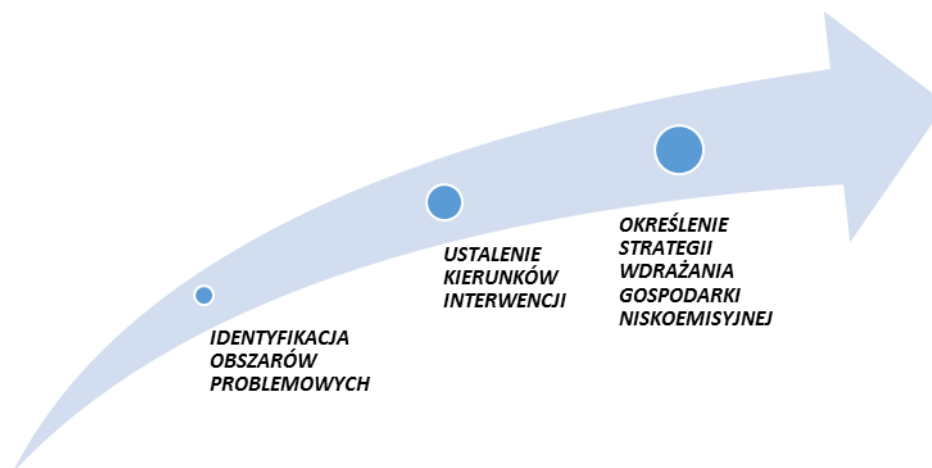 IDENTYFIKACJA
OBSZARÓW
PROBLEMOWYCH
USTALENIE
KIERUNKÓW
INTERWENCJI
OKREŚLENIE
STRATEGII
WDRAŻANIA
GOSPODARKI
NISKOEMISYJNEJ